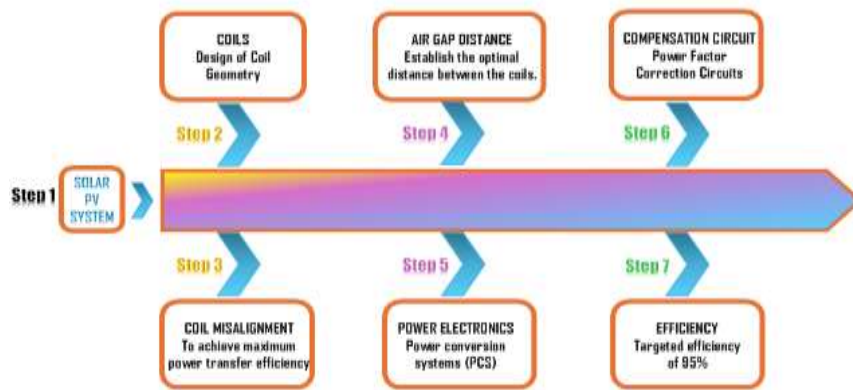 COILS
Design of Coil
Geometry
AIR GAP DISTANCE
Establish the optimal
distance between the coils.
COMPENSATION CIRCUIT
Power Factor
Correction Circuits
Step 2
Step 4
Step 6
Step 1
SOLAR
PV
SYSTEM
Step 3
Step 5
Step 7
COIL MISALIGNMENT
To achieve maximum
power transfer efficiency
POWER ELECTRONICS
Power conversion
systems (PCS)
EFFICIENCY
Targeted efficiency
of 95%